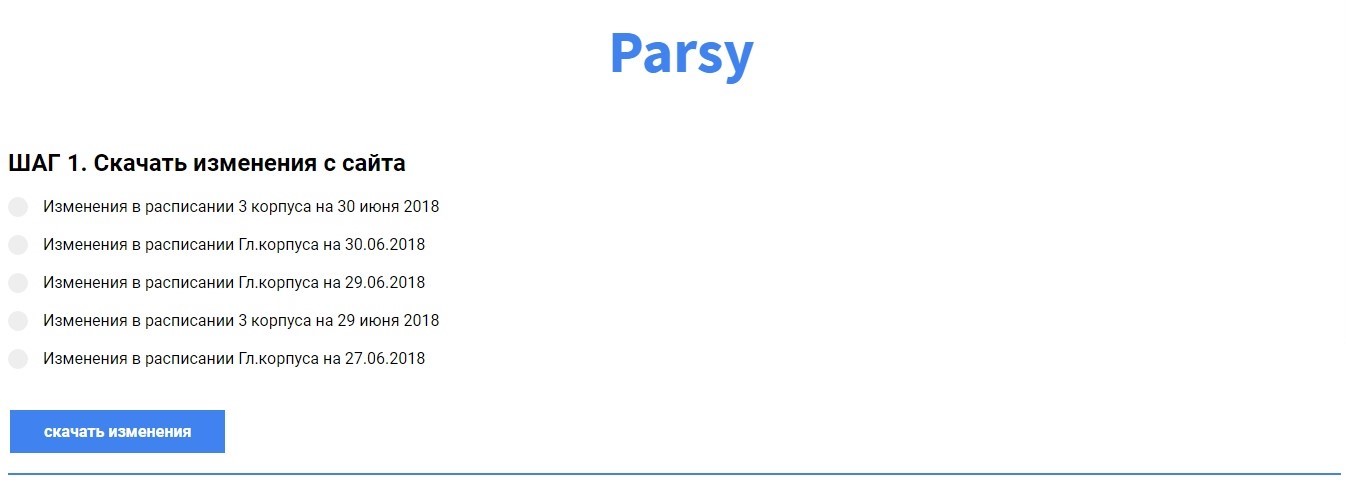 Parsy
ШАГ 1. Скачать изменения с сайта
Изменения в расписании 3 корпуса на 30 июня 2018
Изменения в расписании Гл.корпуса на 30.06.2018
Изменения в расписании Гл.корпуса на 29.06.2018
Изменения в расписании 3 корпуса на 29 июня 2018
Изменения в расписании Гл.корпуса на 27.06.2018
скачать изменения